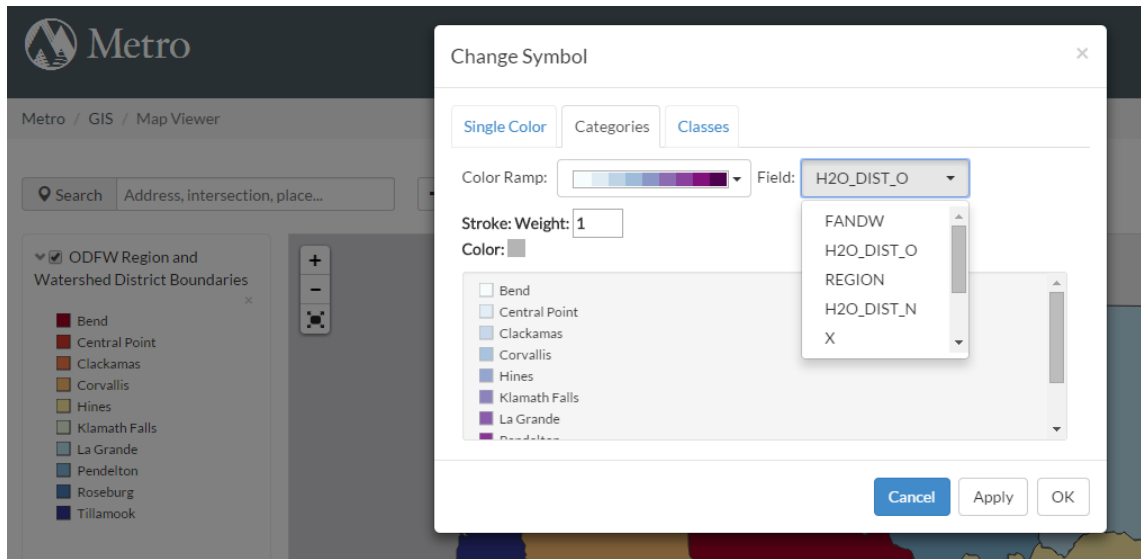 Metro
Metro / GIS / Map Viewer
Search Address, intersection, place...
ODFW Region and
Watershed District Boundaries
×
Bend
Central Point
Clackamas
Corvallis
Hines
Klamath Falls
La Grande
Pendelton
Roseburg
Tillamook
+
−
Change Symbol ×
Single Color Categories Classes
Color Ramp: Field: H2O_DIST_O
Stroke: Weight: 1
Color:
FANDW
H2O_DIST_O
REGION
H2O_DIST_N
X
Bend
Central Point
Clackamas
Corvallis
Hines
Klamath Falls
La Grande
Pendelton
Cancel Apply OK